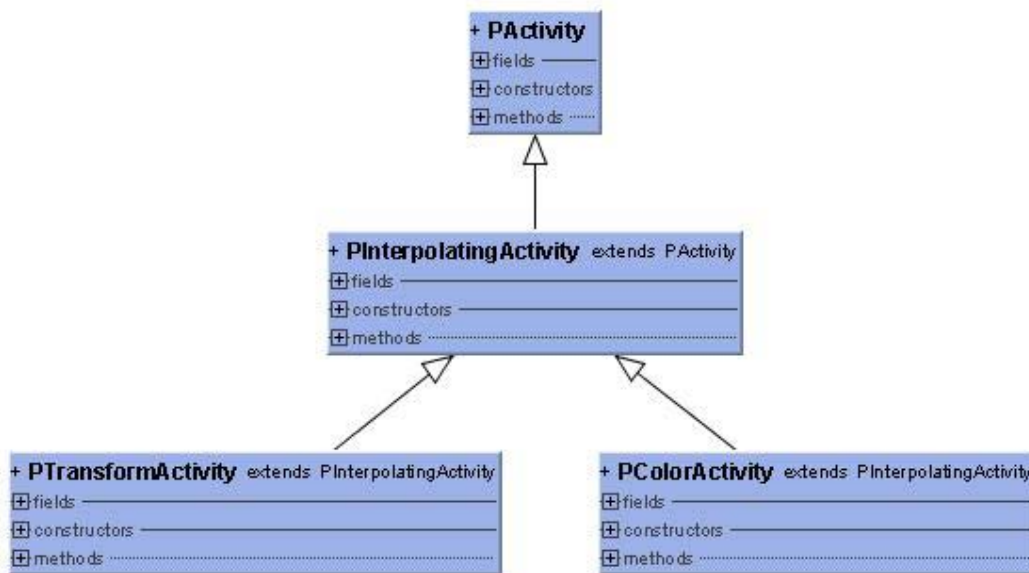 + PActivity
+ fields
+ constructors
+ methods
+ PInterpolatingActivity extends PActivity
+ fields
+ constructors
+ methods
+ PTransformActivity extends PInterpolatingActivity
+ fields
+ constructors
+ methods
+ PColorActivity extends PInterpolatingActivity
+ fields
+ constructors
+ methods